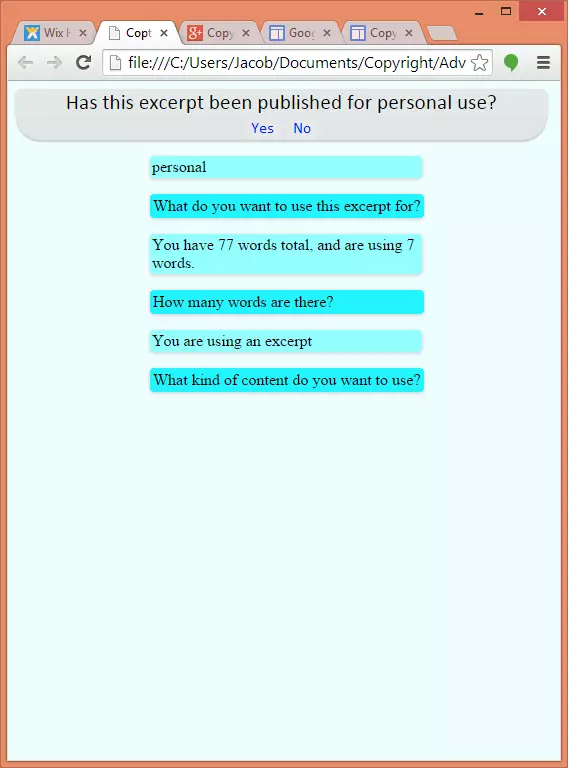 Wix H
Copt
Copy
Goog
Copy
file:///C:/Users/Jacob/Documents/Copyright/Adv
Has this excerpt been published for personal use?
Yes No
personal
What do you want to use this excerpt for?
You have 77 words total, and are using 7
words.
How many words are there?
You are using an excerpt
What kind of content do you want to use?